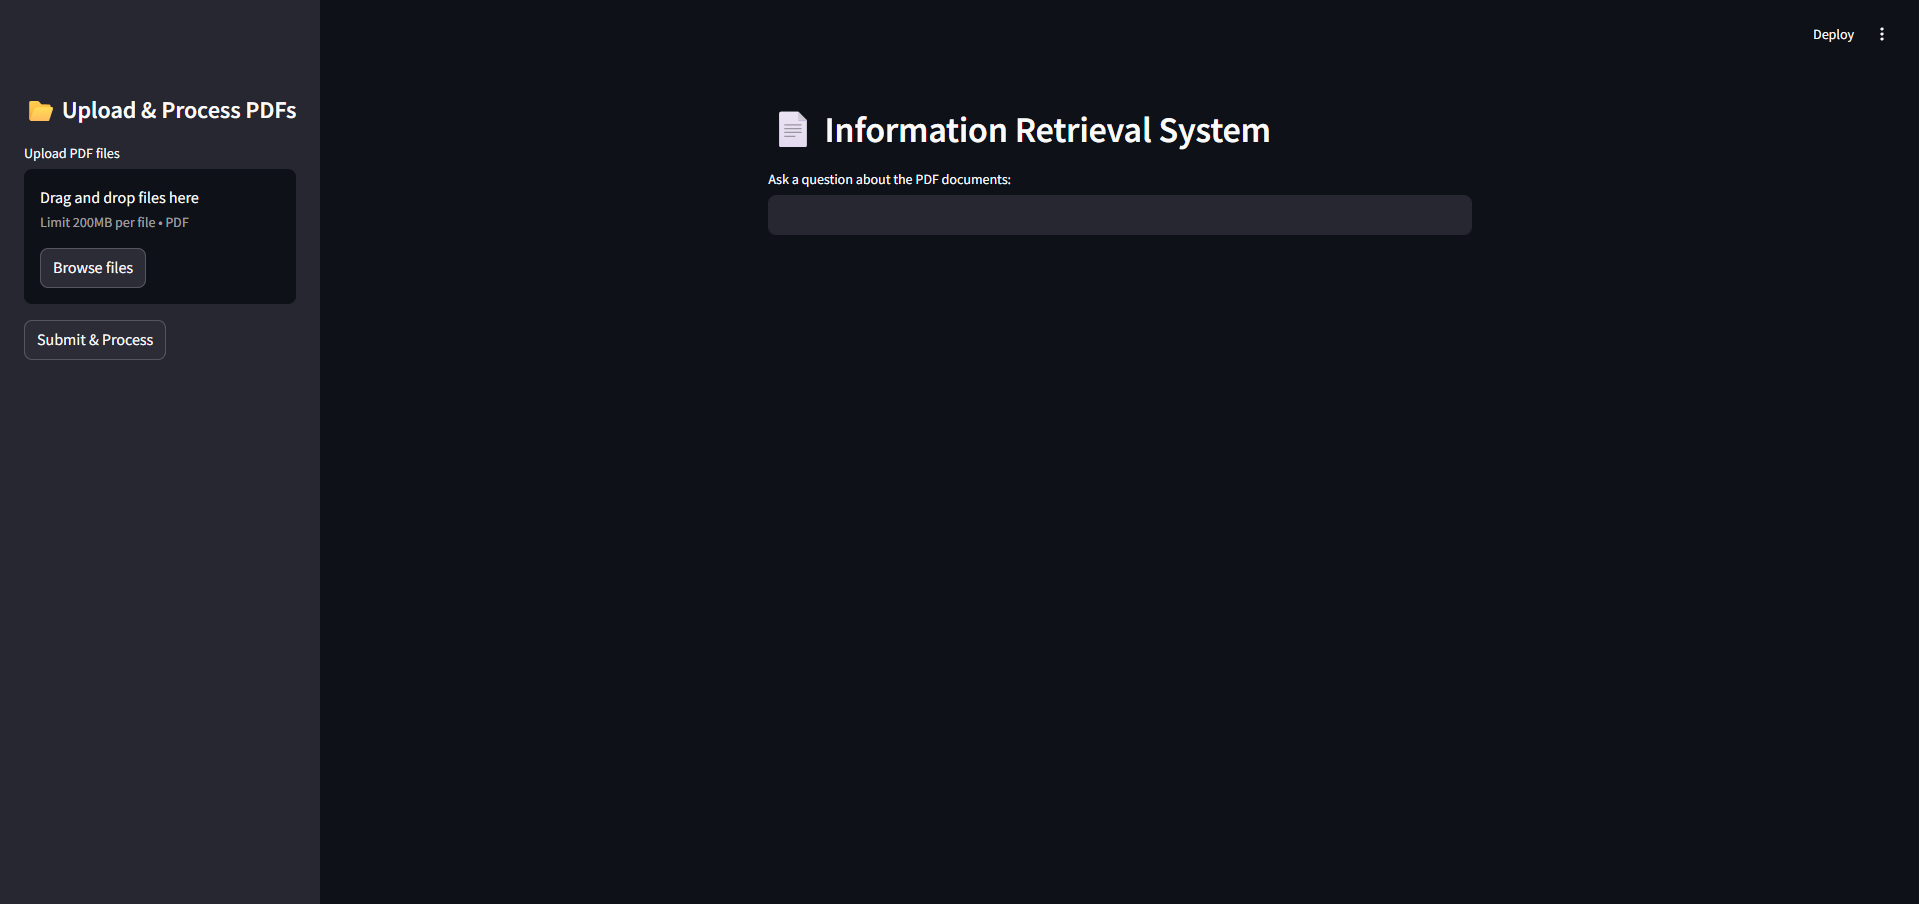 Deploy
Upload & Process PDFs
Upload PDF files
Drag and drop files here
Limit 200MB per file • PDF
Browse files
Submit & Process
Information Retrieval System
Ask a question about the PDF documents: